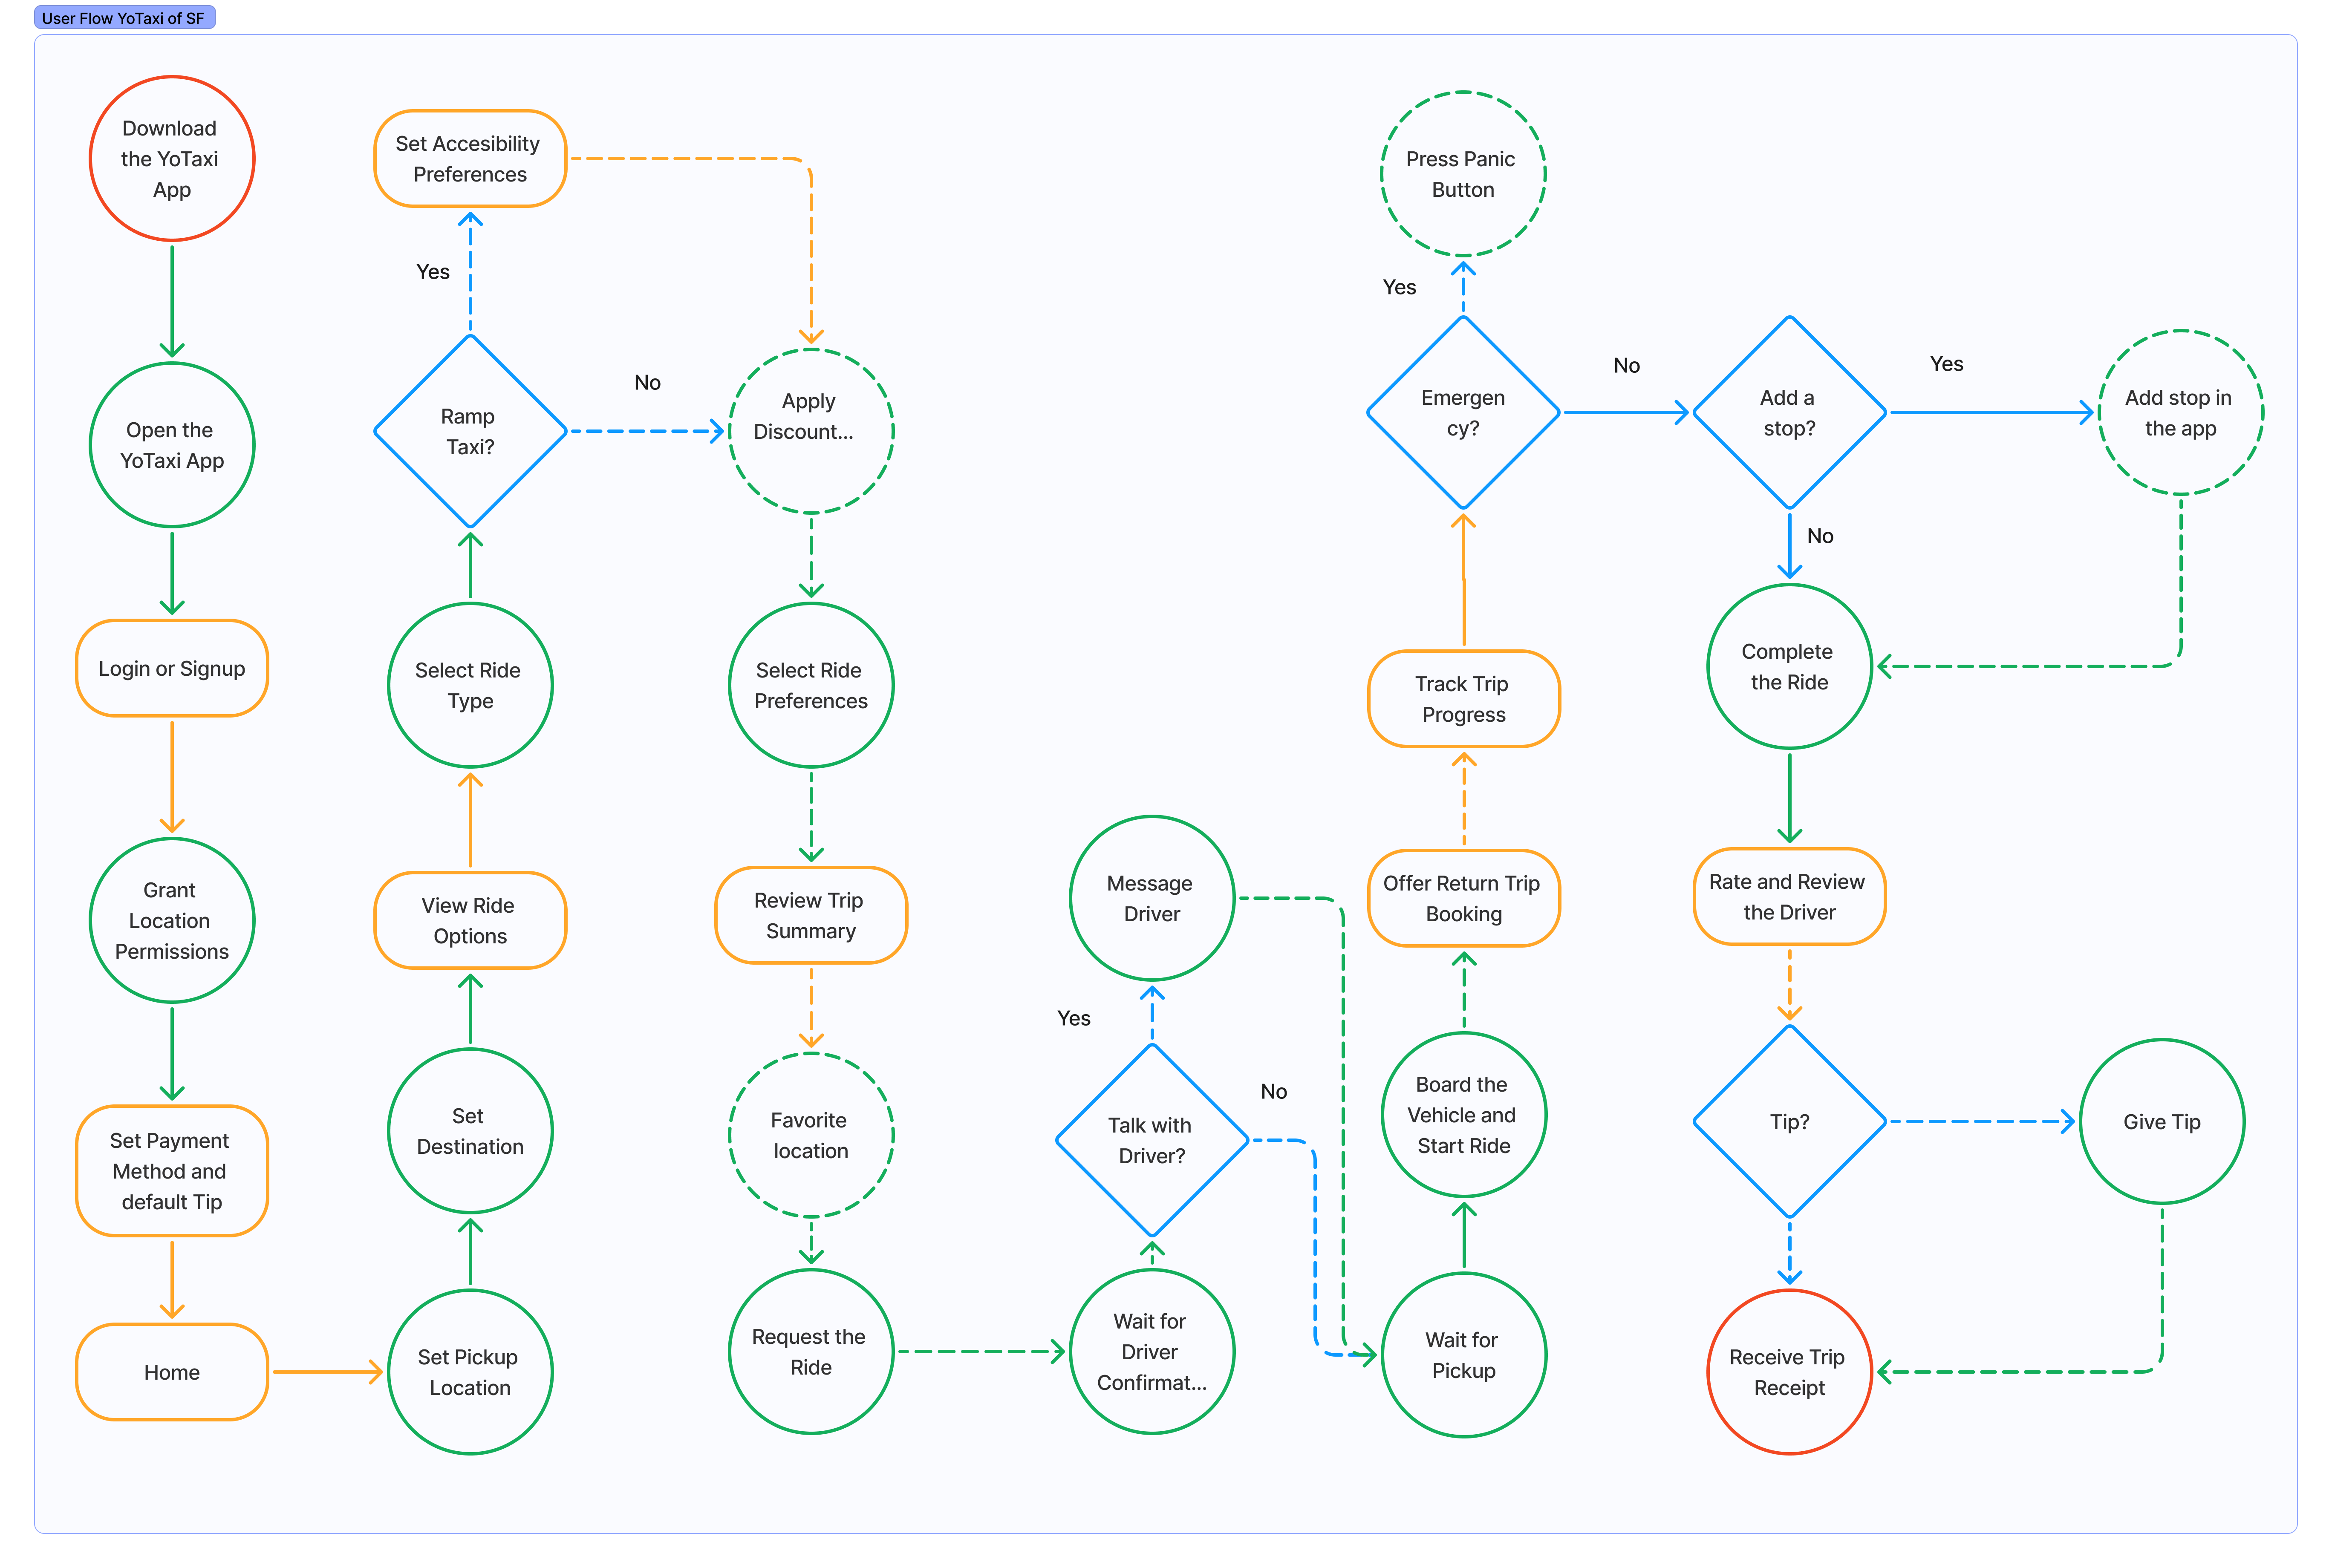 User Flow YoTaxi of SF
Download
the YoTaxi
App
Open the
YoTaxi App
Login or Signup
Grant
Location
Permissions
Set Payment
Method and
default Tip
Home
Set Accesibility
Preferences
Yes
Ramp
Taxi?
No
Select Ride
Type
View Ride
Options
Set
Destination
Set Pickup
Location
Apply
Discount...
Select Ride
Preferences
Review Trip
Summary
Favorite
location
Request the
Ride
Message
Driver
Yes
Talk with
Driver?
No
Wait for
Driver
Confirmat...
Press Panic
Button
Yes
Emergen
cy?
No
Track Trip
Progress
Offer Return Trip
Booking
Board the
Vehicle and
Start Ride
Wait for
Pickup
Add a
stop?
Yes
Add stop in
the app
No
Complete
the Ride
Rate and Review
the Driver
Tip?
Give Tip
Receive Trip
Receipt